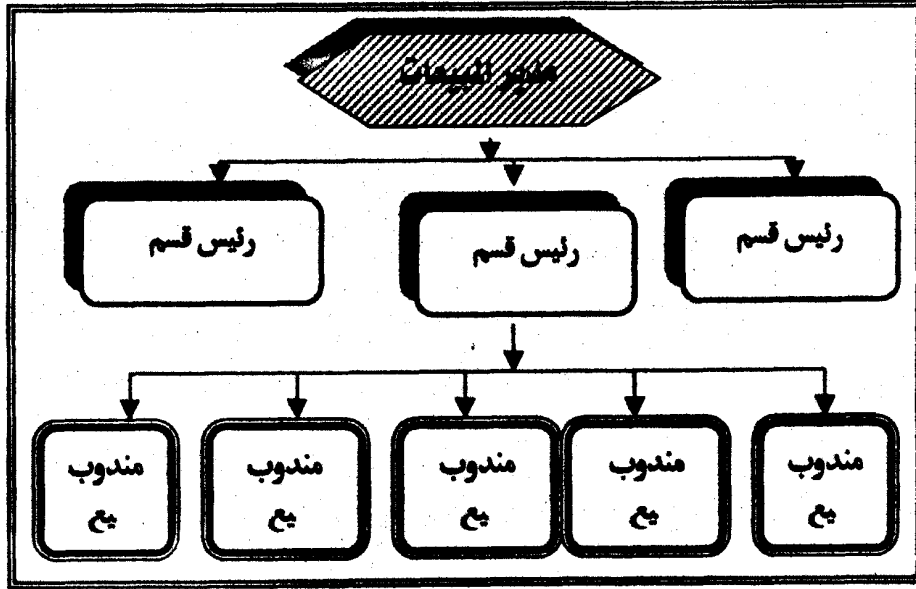 مدير المبيعات
رئيس قسم
رئيس قسم
رئيس قسم
مندوب
بيع
مندوب
بيع
مندوب
بيع
مندوب
بيع
مندوب
بيع